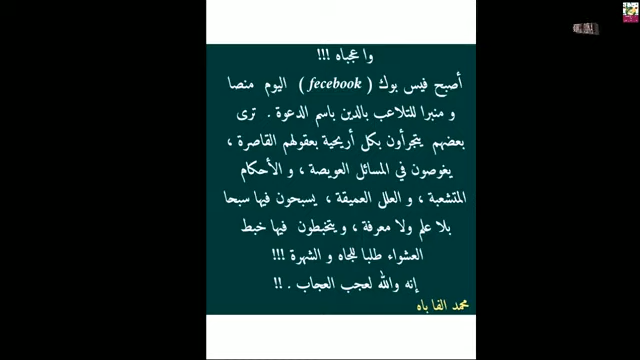 وا عجباه !!!
أصبح فيس بوك ( fecebook ) اليوم منصا
و منبرا للتلاعب بالدين باسم الدعوة . ترى
بعضهم يتجرأون بكل أريحية بعقولهم القاصرة ،
يغوصون في المسائل العويصة ، و الأحكام
المتشعبة ، و العلل العميقة ، يسبحون فيها سبحا
بلا علم ولا معرفة ، و يتخبطون فيها خبط
العشواء طلبا للجاه و الشهرة !!!
إنه والله لعجب العجاب . !!
محمد الفا باه